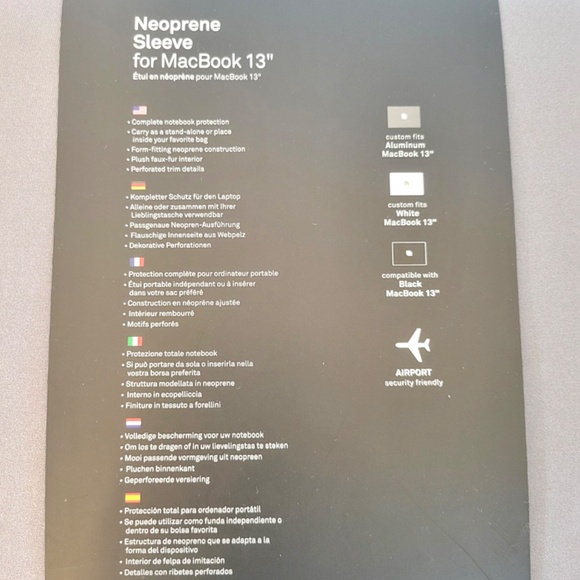 Neoprene
Sleeve
for MacBook 13"
Étui en néoprène pour MacBook 13"
• Complete notebook protection
• Carry as a stand-alone or place
inside your favorite bag
• Form-fitting neoprene construction
• Plush faux-fur interior
• Perforated trim details
• Kompletter Schutz für den Laptop
• Alleine oder zusammen mit Ihrer
Lieblingstasche verwendbar
• Passgenaue Neopren-Ausführung
• Flauschige Innenseite aus Webpelz
• Dekorative Perforationen
• Protection complète pour ordinateur portable
• Étui portable indépendant ou à insérer
dans votre sac préféré
• Construction en néoprène ajustée
• Intérieur rembourré
• Motifs perforés
• Protezione totale notebook
• Si può portare da sola o inserirla nella
vostra borsa preferita
• Struttura modellata in neoprene
• Interno in ecopelliccia
• Finiture in tessuto a forellini
• Volledige bescherming voor uw notebook
• Om los te dragen of in uw lievelingstas te steken
• Mooi passende vormgeving uit neopreen
• Pluchen binnenkant
• Geperforeerde versiering
• Protección total para ordenador portátil
• Se puede utilizar como funda independiente o
dentro de su bolsa favorita
• Estructura de neopreno que se adapta a la
forma del dispositivo
• Interior de felpa de imitación
• Detalles con ribetes perforados
custom fits
Aluminum
MacBook 13"
custom fits
White
MacBook 13"
compatible with
Black
MacBook 13"
AIRPORT
security friendly